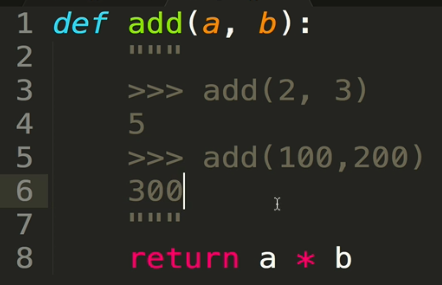 1 def add(a, b):
2     """
3     >>> add(2, 3)
4     5
5     >>> add(100,200)
6     300
7     """
8     return a * b